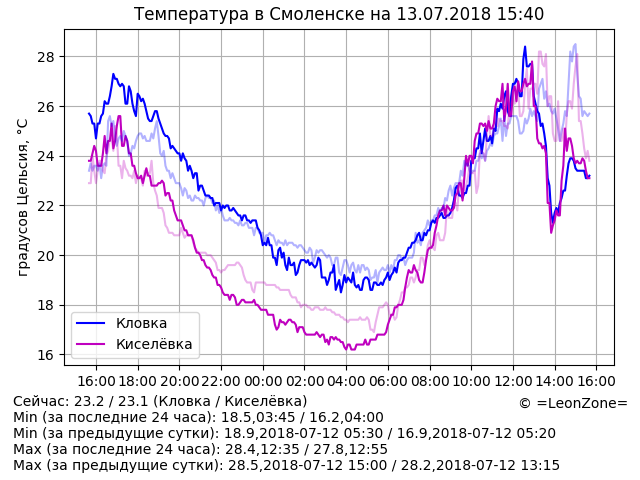 Температура в Смоленске на 13.07.2018 15:40
градусов Цельсия, °C
28
26
24
22
20
18
16
Кловка
Киселёвка
16:00 18:00 20:00 22:00 00:00 02:00 04:00 06:00 08:00 10:00 12:00 14:00 16:00
Сейчас: 23.2 / 23.1 (Кловка / Киселёвка)
© =LeonZone=
Min (за последние 24 часа): 18.5,03:45 / 16.2,04:00
Min (за предыдущие сутки): 18.9,2018-07-12 05:30 / 16.9,2018-07-12 05:20
Max (за последние 24 часа): 28.4,12:35 / 27.8,12:55
Max (за предыдущие сутки): 28.5,2018-07-12 15:00 / 28.2,2018-07-12 13:15